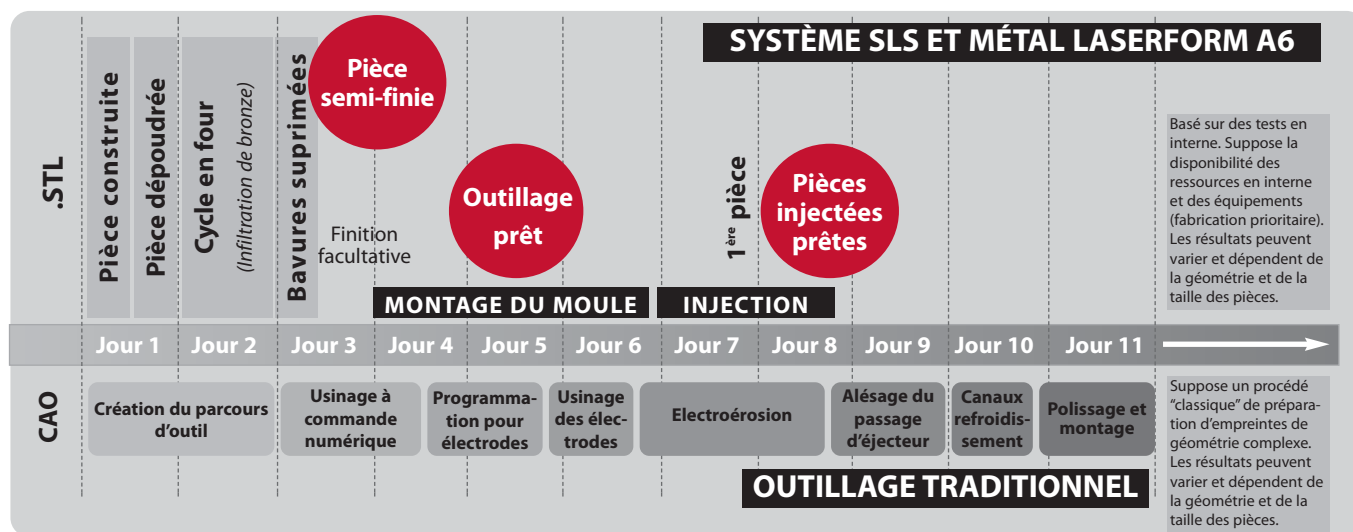 SYSTÈME SLS ET MÉTAL LASERFORM A6
.STL
Pièce construite
Pièce dépoudrée
Cycle en four
(Infiltration de bronze)
Bavures suprimées
Pièce
semi-finie
Finition
facultative
Outillage
prêt
1ère pièce
Pièces
injectées
prêtes
MONTAGE DU MOULE
INJECTION
Basé sur des tests en
interne. Suppose la
disponibilité des
ressources en interne
et des équipements
(fabrication prioritaire).
Les résultats peuvent
varier et dépendent de
la géométrie et de la
taille des pièces.
Jour 1 Jour 2 Jour 3 Jour 4 Jour 5 Jour 6 Jour 7 Jour 8 Jour 9 Jour 10 Jour 11
CAO
Création du parcours
d'outil
Usinage à
commande
numérique
Programma-
tion pour
électrodes
Usinage
des élec-
trodes
Electroérosion
Alésage du
passage
d'éjecteur
Canaux
refroidis-
sement
Polissage et
montage
OUTILLAGE TRADITIONNEL
Suppose un procédé
"classique" de prépara-
tion d'empreintes de
géométrie complexe.
Les résultats peuvent
varier et dépendent de
la géométrie et de la
taille des pièces.